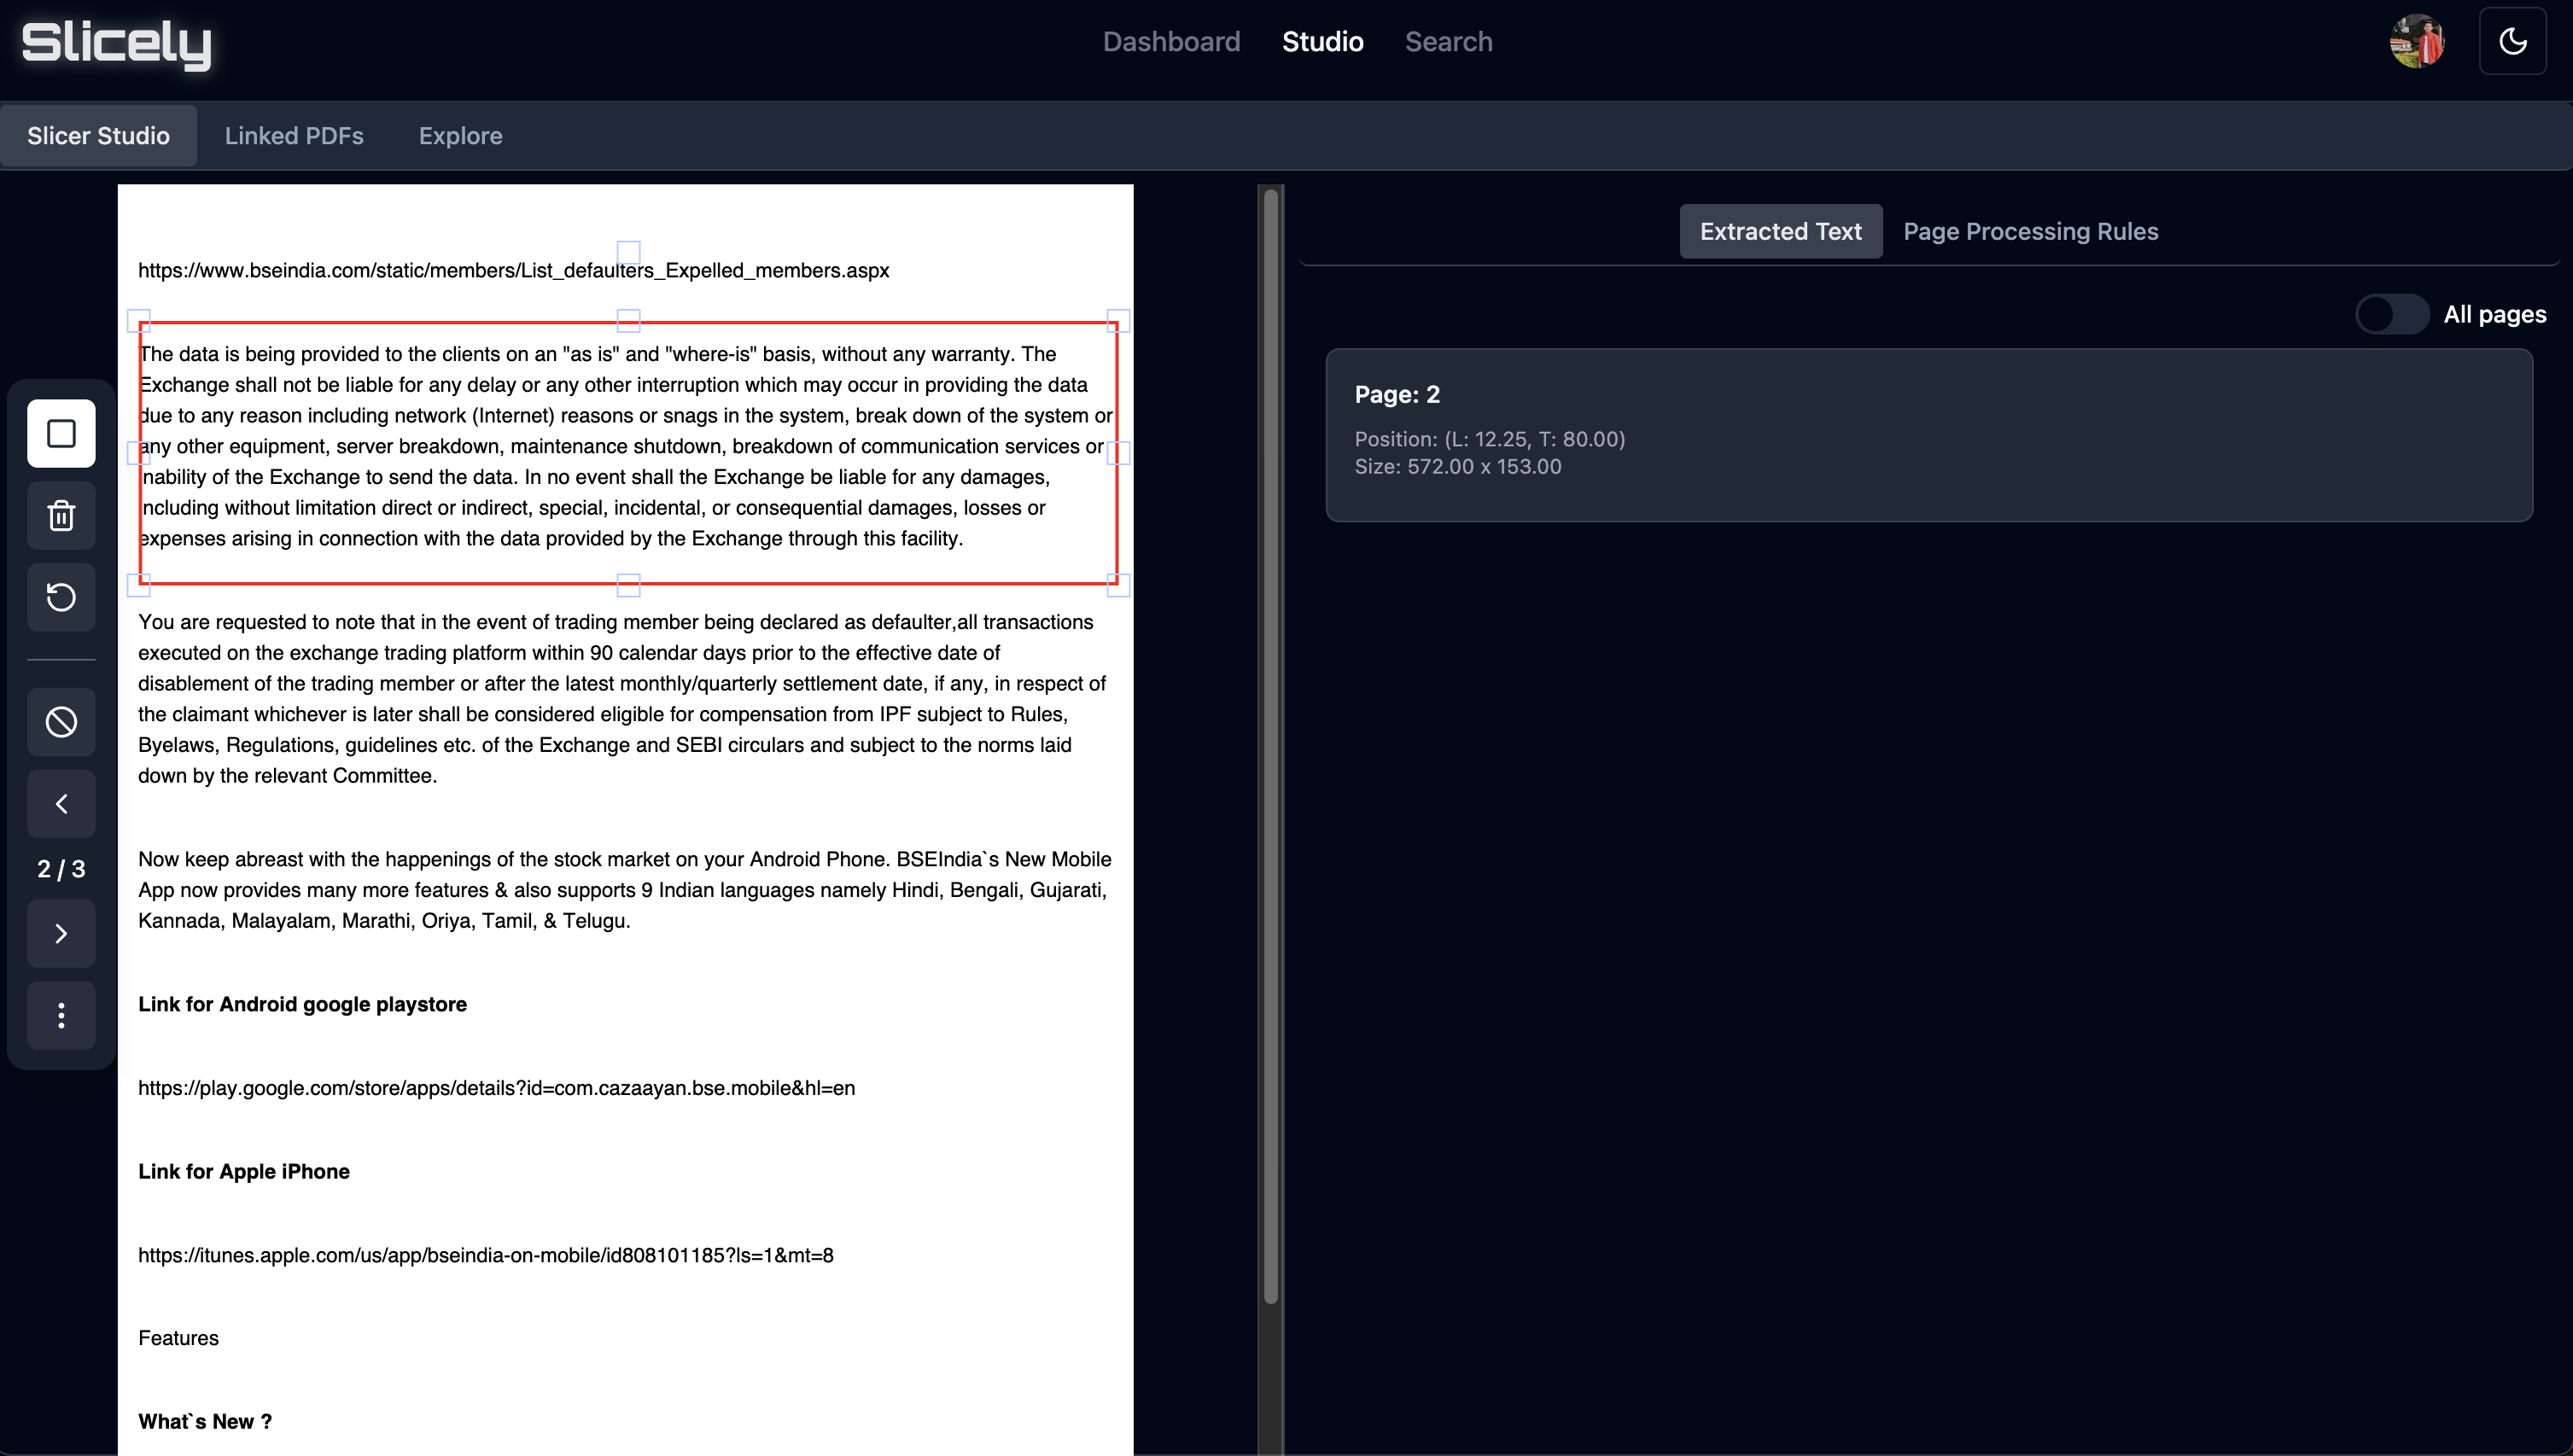 Slicely
Dashboard
Studio
Search
Slicer Studio
Linked PDFs
Explore
https://www.bseindia.com/static/members/List_defaulters_Expelled_members.aspx
The data is being provided to the clients on an "as is" and "where-is" basis, without any warranty. The
Exchange shall not be liable for any delay or any other interruption which may occur in providing the data
due to any reason including network (Internet) reasons or snags in the system, break down of the system or
any other equipment, server breakdown, maintenance shutdown, breakdown of communication services or
inability of the Exchange to send the data. In no event shall the Exchange be liable for any damages,
including without limitation direct or indirect, special, incidental, or consequential damages, losses or
expenses arising in connection with the data provided by the Exchange through this facility.
You are requested to note that in the event of trading member being declared as defaulter,all transactions
executed on the exchange trading platform within 90 calendar days prior to the effective date of
disablement of the trading member or after the latest monthly/quarterly settlement date, if any, in respect of
the claimant whichever is later shall be considered eligible for compensation from IPF subject to Rules,
Byelaws, Regulations, guidelines etc. of the Exchange and SEBI circulars and subject to the norms laid
down by the relevant Committee.
Now keep abreast with the happenings of the stock market on your Android Phone. BSEIndia`s New Mobile
App now provides many more features & also supports 9 Indian languages namely Hindi, Bengali, Gujarati,
Kannada, Malayalam, Marathi, Oriya, Tamil, & Telugu.
Link for Android google playstore
https://play.google.com/store/apps/details?id=com.cazaayan.bse.mobile&hl=en
Link for Apple iPhone
https://itunes.apple.com/us/app/bseindia-on-mobile/id808101185?ls=1&mt=8
Features
What`s New ?
2 / 3
Extracted Text
Page Processing Rules
All pages
Page: 2
Position: (L: 12.25, T: 80.00)
Size: 572.00 x 153.00